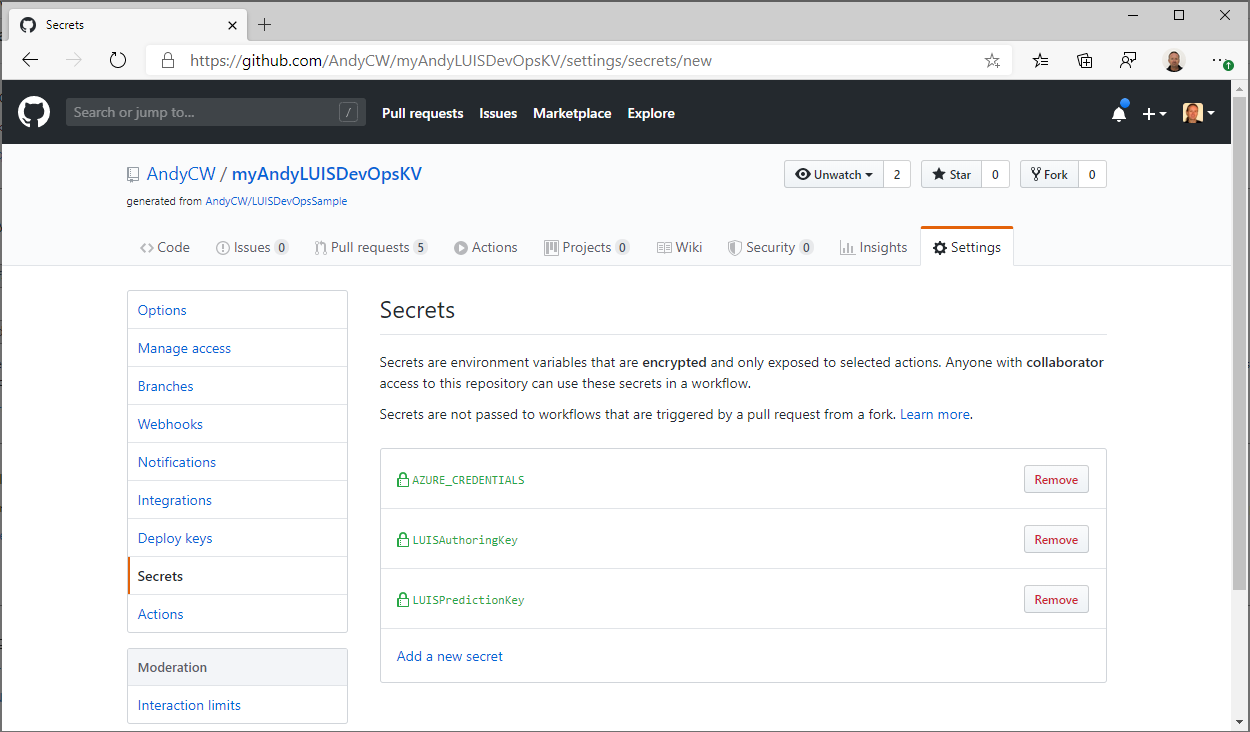 Secrets
https://github.com/AndyCW/myAndyLUISDevOpsKV/settings/secrets/new
Search or jump to... /
Pull requests Issues Marketplace Explore
AndyCW / myAndyLUISDevOpsKV
Unwatch 2 Star 0 Fork 0
generated from AndyCW/LUISDevOpsSample
Code Issues 0 Pull requests 5 Actions Projects 0 Wiki Security 0 Insights Settings
Options
Manage access
Branches
Webhooks
Notifications
Integrations
Deploy keys
Secrets
Actions
Moderation
Interaction limits
Secrets
Secrets are environment variables that are encrypted and only exposed to selected actions. Anyone with collaborator
access to this repository can use these secrets in a workflow.
Secrets are not passed to workflows that are triggered by a pull request from a fork. Learn more.
AZURE_CREDENTIALS Remove
LUISAuthoringKey Remove
LUISPredictionKey Remove
Add a new secret